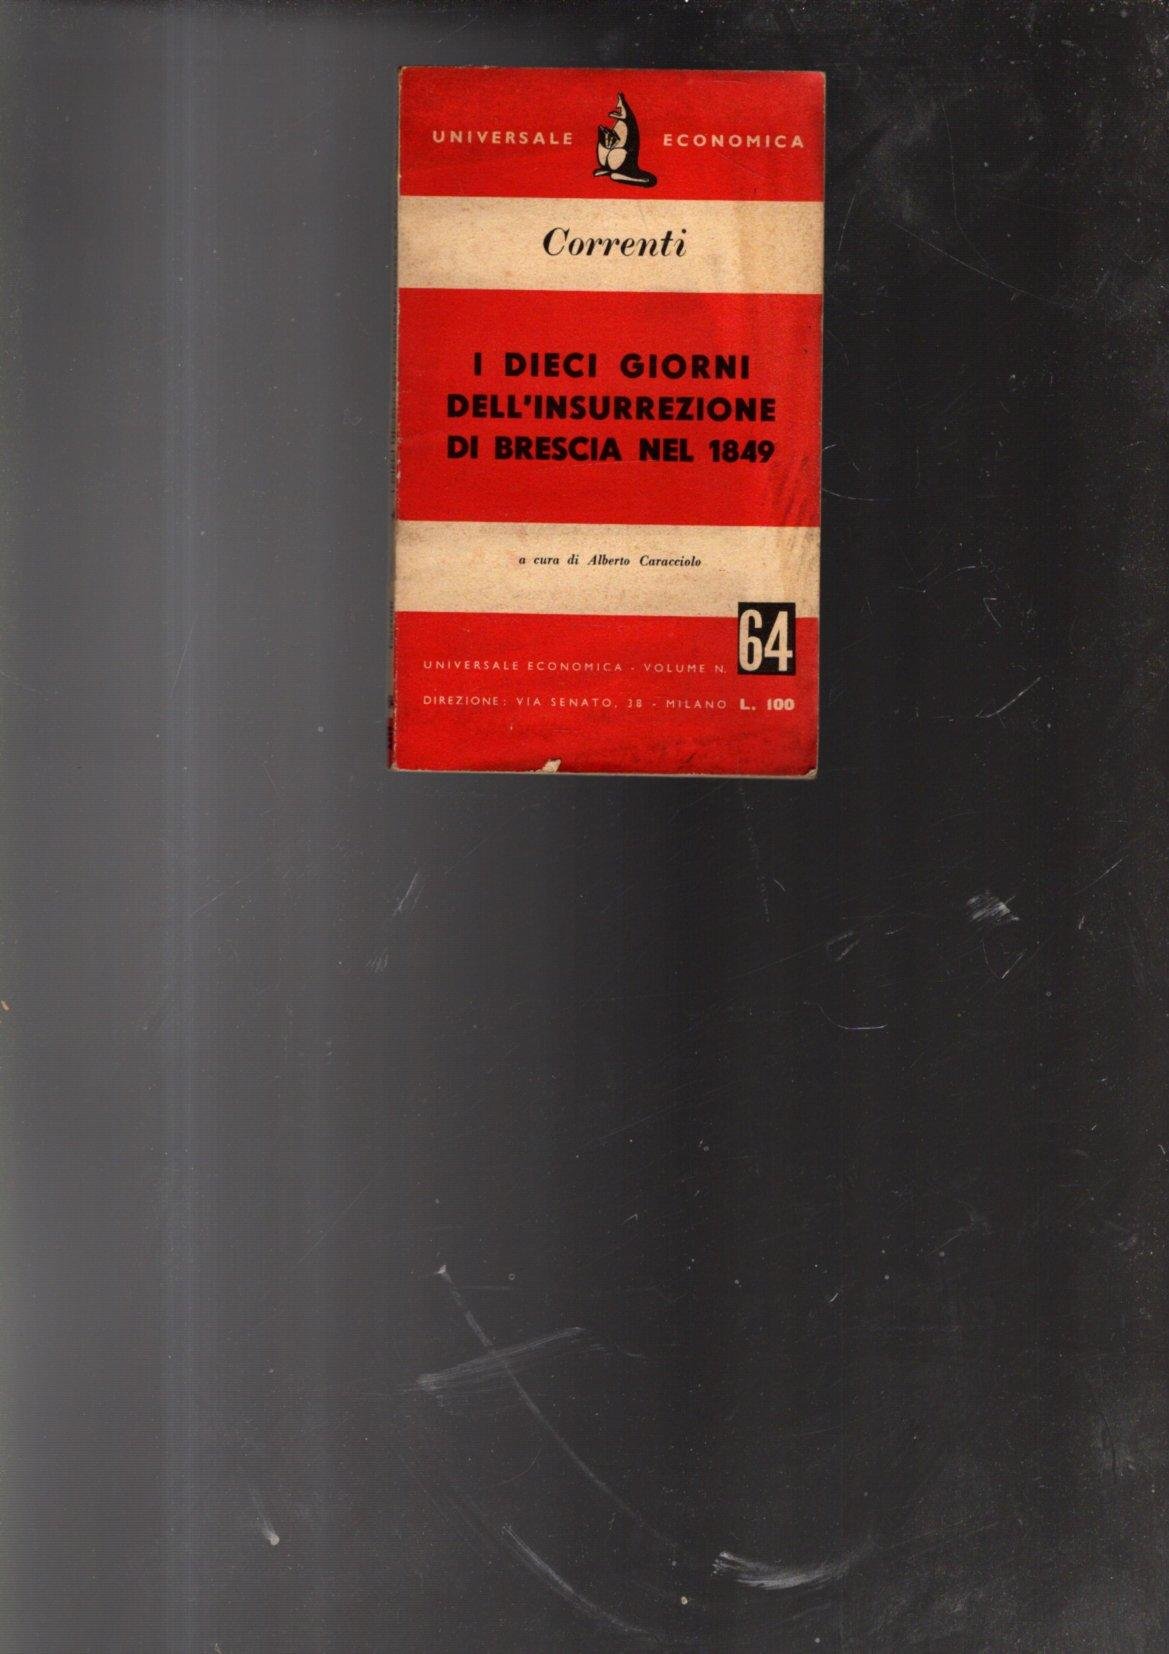 UNIVERSALE ECONOMICA
Correnti
I DIECI GIORNI
DELL'INSURREZIONE
DI BRESCIA NEL 1849
a cura di Alberto Caracciolo
64
UNIVERSALE ECONOMICA - VOLUME N.
DIREZIONE: VIA SENATO, 38 - MILANO L. 100